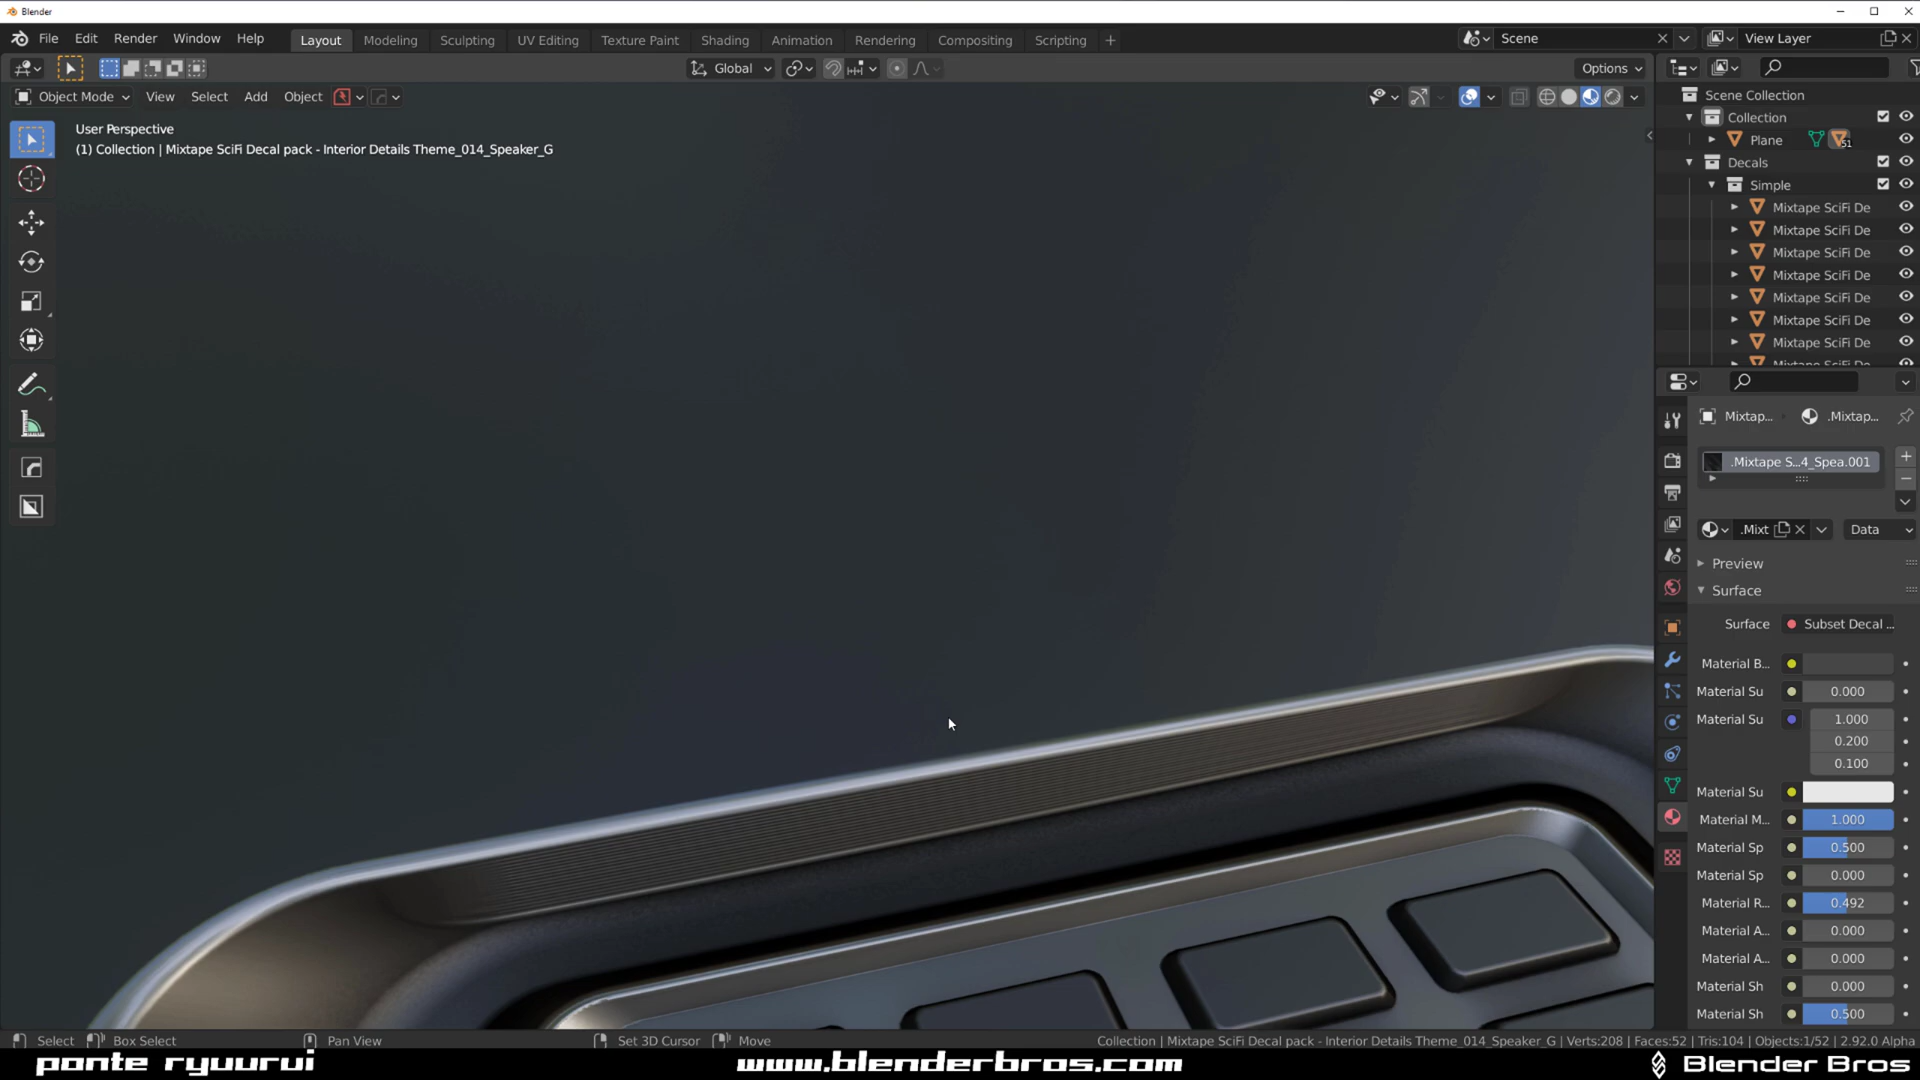 Blender
File Edit Render Window Help
Layout Modeling Sculpting UV Editing Texture Paint Shading Animation Rendering Compositing Scripting +
Scene
View Layer
Global
Options
Object Mode View Select Add Object
User Perspective
(1) Collection | Mixtape SciFi Decal pack - Interior Details Theme_014_Speaker_G
Scene Collection
Collection
Plane
51
Decals
Simple
Mixtape SciFi De
Mixtape SciFi De
Mixtape SciFi De
Mixtape SciFi De
Mixtape SciFi De
Mixtape SciFi De
Mixtape SciFi De
Mixtap... .Mixtap...
.Mixtape S...4_Spea.001
.Mixt Data
Preview
Surface
Surface Subset Decal ...
Material B...
Material Su 0.000
Material Su 1.000
0.200
0.100
Material Su
Material M... 1.000
Material Sp 0.500
Material Sp 0.000
Material R... 0.492
Material A... 0.000
Material A... 0.000
Material Sh 0.000
Material Sh 0.500
Select Box Select Pan View Set 3D Cursor Move
Collection | Mixtape SciFi Decal pack - Interior Details Theme_014_Speaker_G | Verts:208 | Faces:52 | Tris:104 | Objects:1/52 | 2.92.0 Alpha
ponte ryuurui www.blenderbros.com Blender Bros